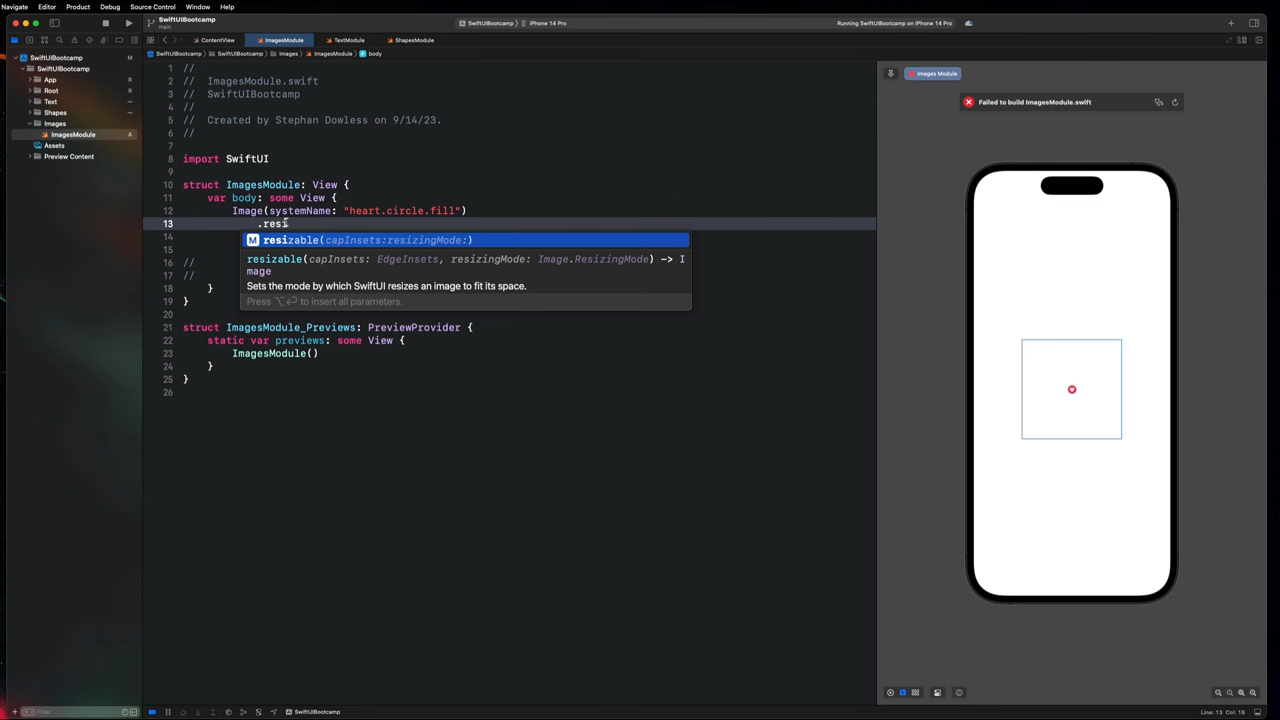 Navigate Editor Product Debug Source Control Window Help
SwiftUIBootcamp
main
SwiftUIBootcamp
iPhone 14 Pro
Running SwiftUIBootcamp on iPhone 14 Pro
ContentView
ImagesModule
TextModule
ShapesModule
SwiftUIBootcamp
SwiftUIBootcamp
Images
ImagesModule
body
SwiftUIBootcamp M
SwiftUIBootcamp
App R
Root R
Text
Shapes
Images
ImagesModule A
Assets
Preview Content
1 //
2 // ImagesModule.swift
3 // SwiftUIBootcamp
4 //
5 // Created by Stephan Dowless on 9/14/23.
6 //
7
8 import SwiftUI
9
10 struct ImagesModule: View {
11 var body: some View {
12 Image(systemName: "heart.circle.fill")
13 .resi
14
15
16 //
17 //
18 }
19 }
20
21 struct ImagesModule_Previews: PreviewProvider {
22 static var previews: some View {
23 ImagesModule()
24 }
25 }
26
M resizable(capInsets:resizingMode:)
resizable(capInsets: EdgeInsets, resizingMode: Image.ResizingMode) -> I
mage
Sets the mode by which SwiftUI resizes an image to fit its space.
Press ⌥⏎ to insert all parameters.
Images Module
Failed to build ImagesModule.swift
Filter
SwiftUIBootcamp
Line: 13 Col: 18